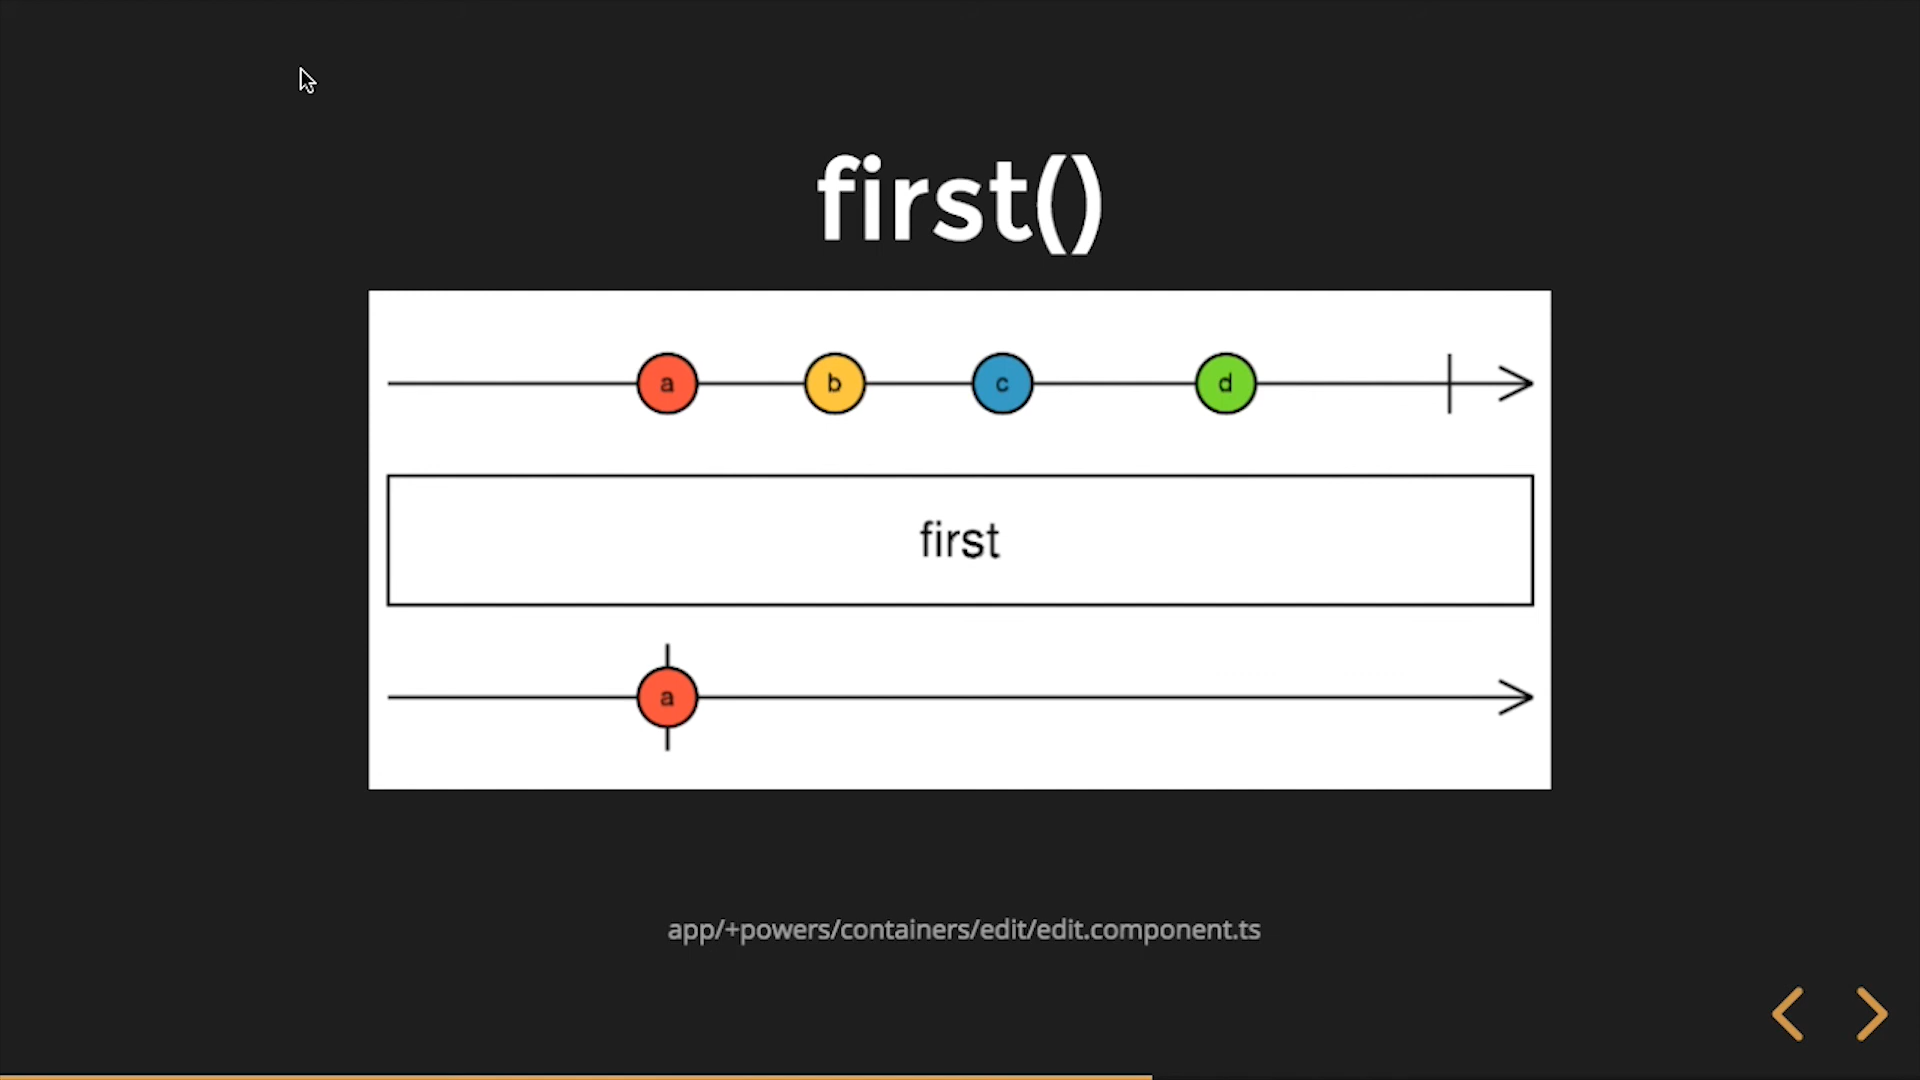 first()
a b c d
first
a
app/+powers/containers/edit/edit.component.ts